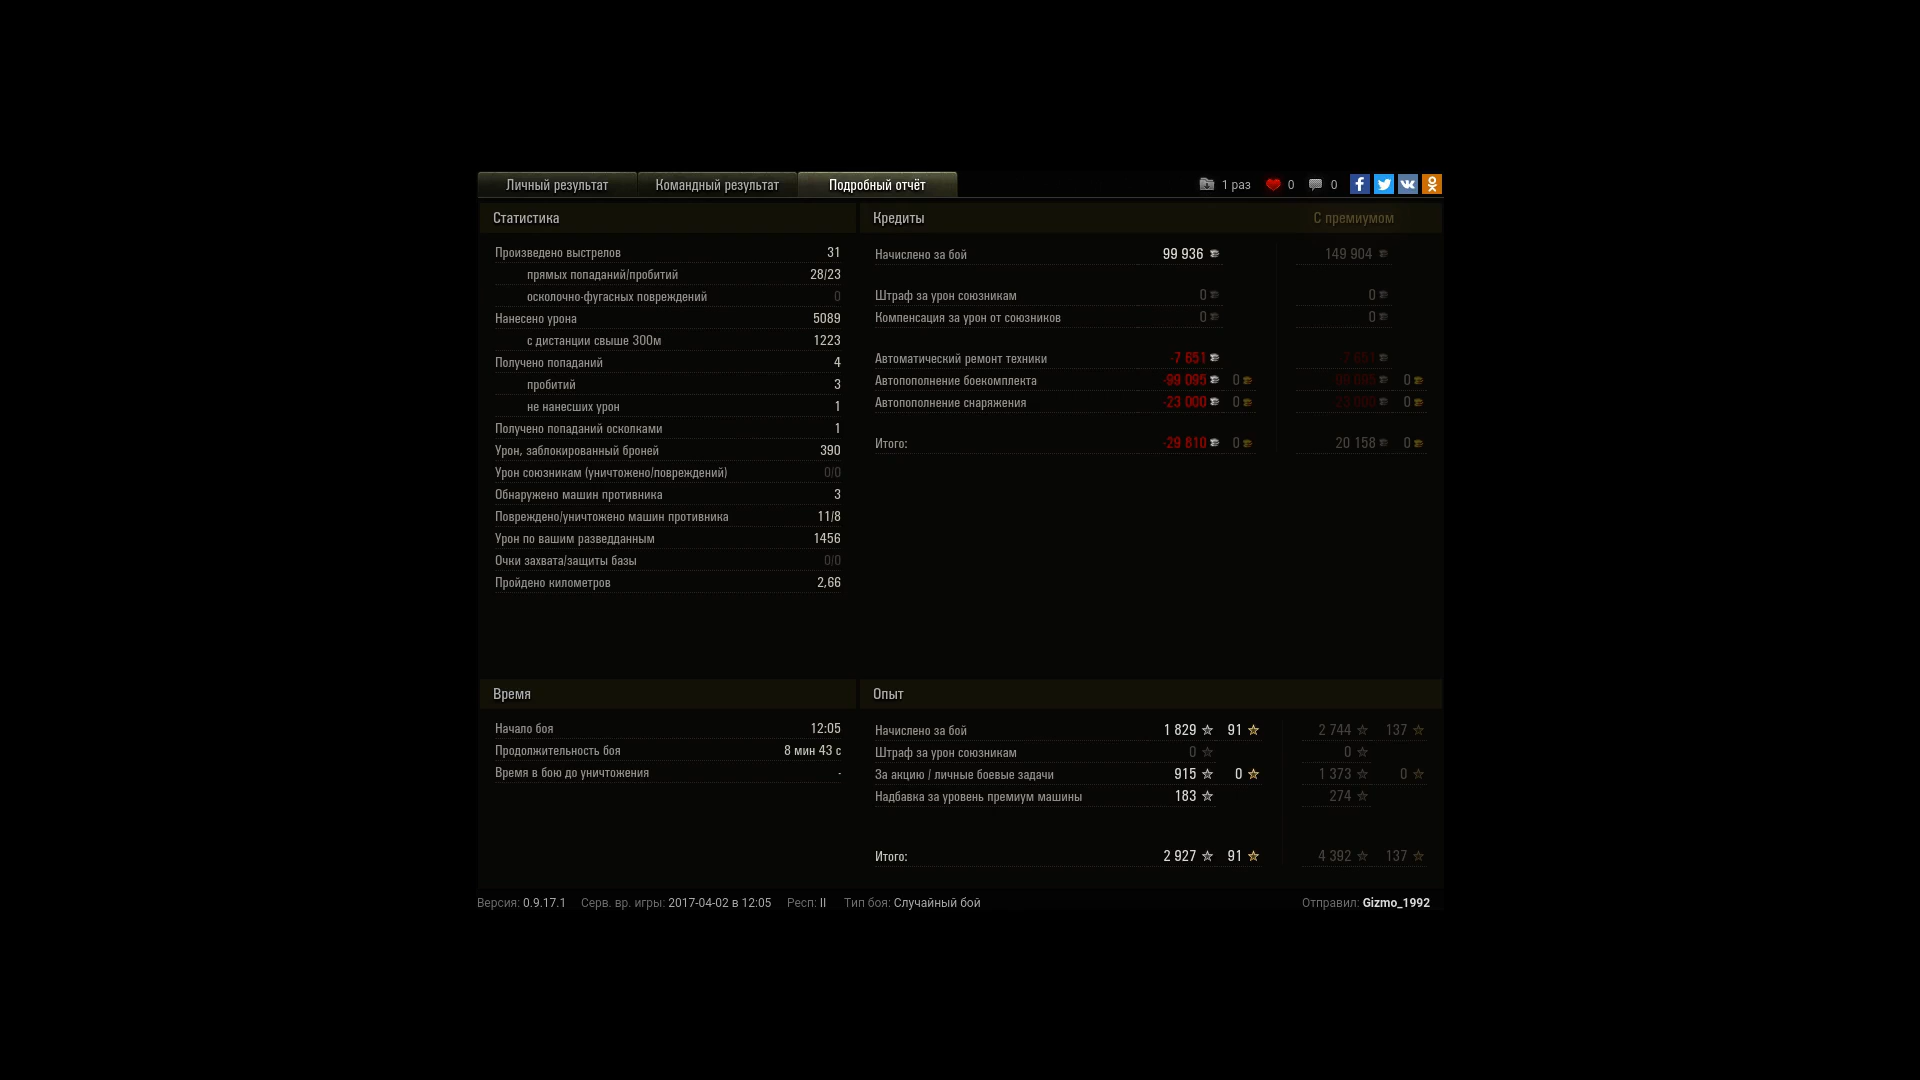 Личный результат Командный результат Подробный отчёт 1 раз 0 0
Статистика
Произведено выстрелов 31
прямых попаданий/пробитий 28/23
осколочно-фугасных повреждений 0
Нанесено урона 5089
с дистанции свыше 300м 1223
Получено попаданий 4
пробитий 3
не нанесших урон 1
Получено попаданий осколками 1
Урон, заблокированный броней 390
Урон союзникам (уничтожено/повреждений) 0/0
Обнаружено машин противника 3
Повреждено/уничтожено машин противника 11/8
Урон по вашим разведданным 1456
Очки захвата/защиты базы 0/0
Пройдено километров 2,66
Кредиты С премиумом
Начислено за бой 99 936 149 904
Штраф за урон союзникам 0 0
Компенсация за урон от союзников 0 0
Автоматический ремонт техники -7 651 -7 651
Автопополнение боекомплекта -99 095 0 -99 095 0
Автопополнение снаряжения -23 000 0 -23 000 0
Итого: -29 810 0 20 158 0
Время
Начало боя 12:05
Продолжительность боя 8 мин 43 с
Время в бою до уничтожения -
Опыт
Начислено за бой 1 829 91 2 744 137
Штраф за урон союзникам 0 0
За акцию / личные боевые задачи 915 0 1 373 0
Надбавка за уровень премиум машины 183 274
Итого: 2 927 91 4 392 137
Версия: 0.9.17.1 Серв. вр. игры: 2017-04-02 в 12:05 Респ: II Тип боя: Случайный бой Отправил: Gizmo_1992